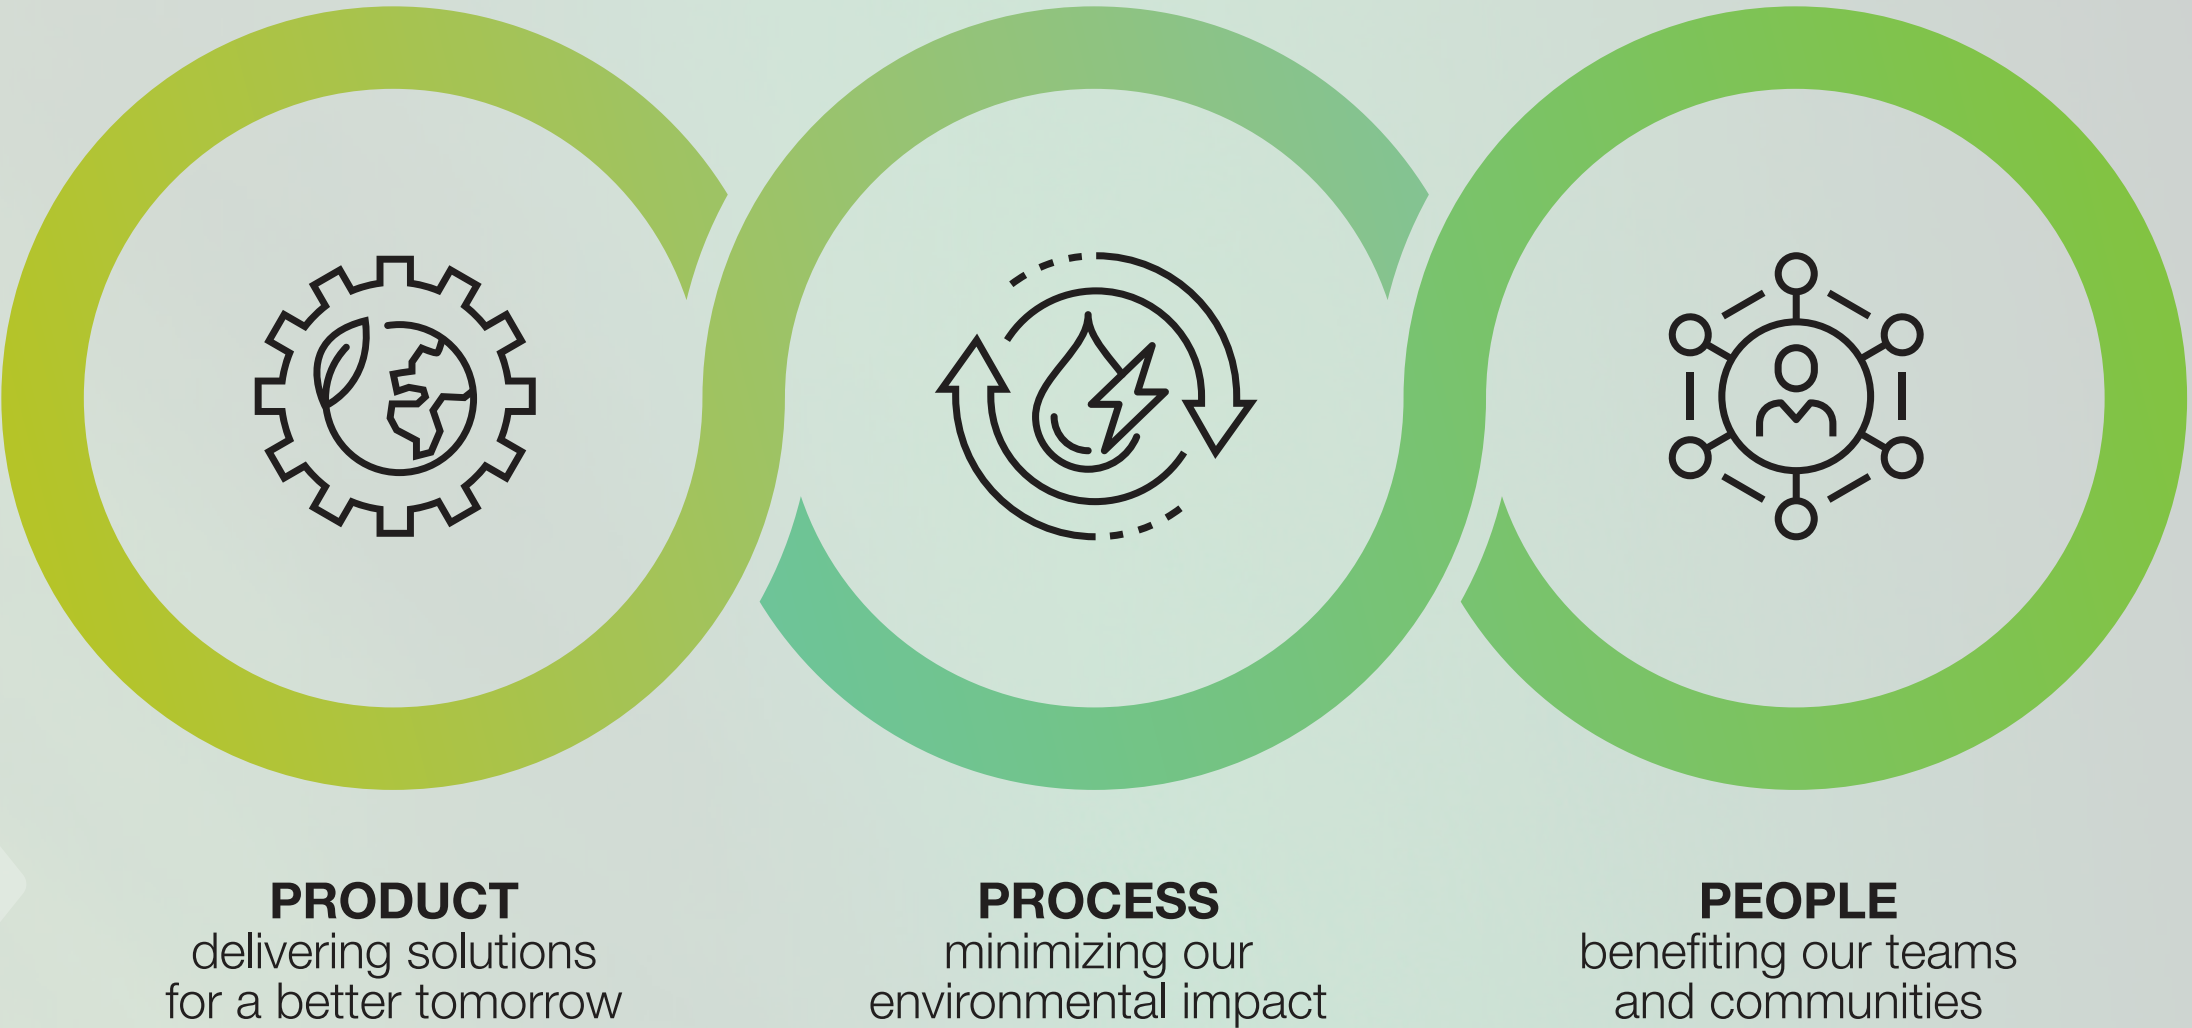 PRODUCT
delivering solutions
for a better tomorrow
PROCESS
minimizing our
environmental impact
PEOPLE
benefiting our teams
and communities